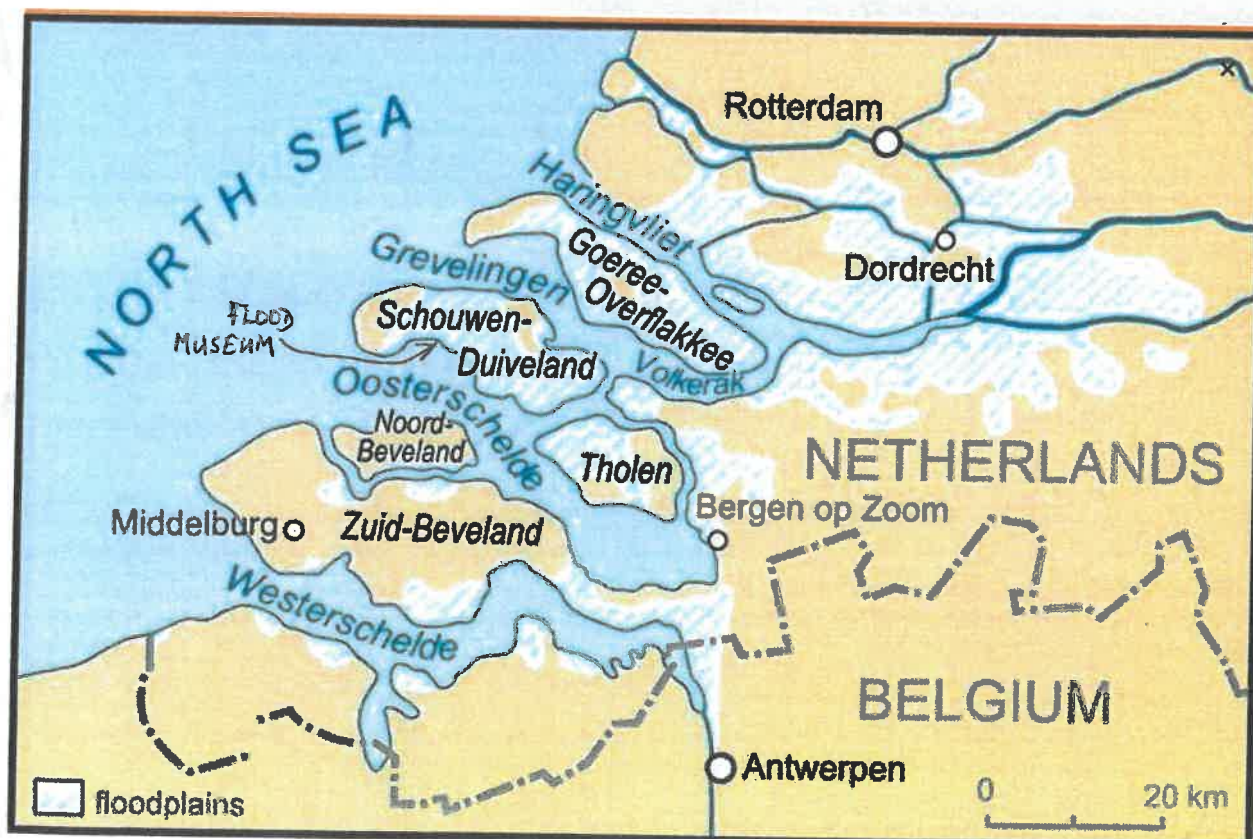 NORTH SEA
Rotterdam
Haringvliet
Goeree-
Overflakkee
Dordrecht
Grevelingen
FLOOD
MUSEUM
Schouwen-
Duiveland
Volkerak
Oosterschelde
Noord-
Beveland
Tholen
NETHERLANDS
Bergen op Zoom
Middelburg
Zuid-Beveland
Westerschelde
BELGIUM
Antwerpen
floodplains
0 20 km
x